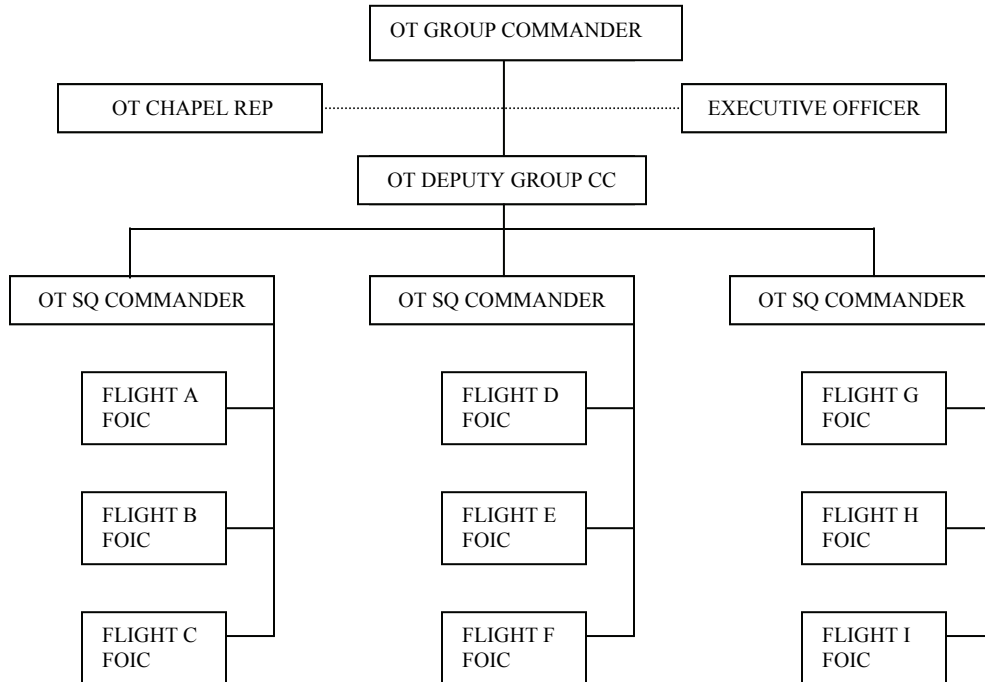 OT GROUP COMMANDER
OT CHAPEL REP
EXECUTIVE OFFICER
OT DEPUTY GROUP CC
OT SQ COMMANDER
OT SQ COMMANDER
OT SQ COMMANDER
FLIGHT A
FOIC
FLIGHT D
FOIC
FLIGHT G
FOIC
FLIGHT B
FOIC
FLIGHT E
FOIC
FLIGHT H
FOIC
FLIGHT C
FOIC
FLIGHT F
FOIC
FLIGHT I
FOIC